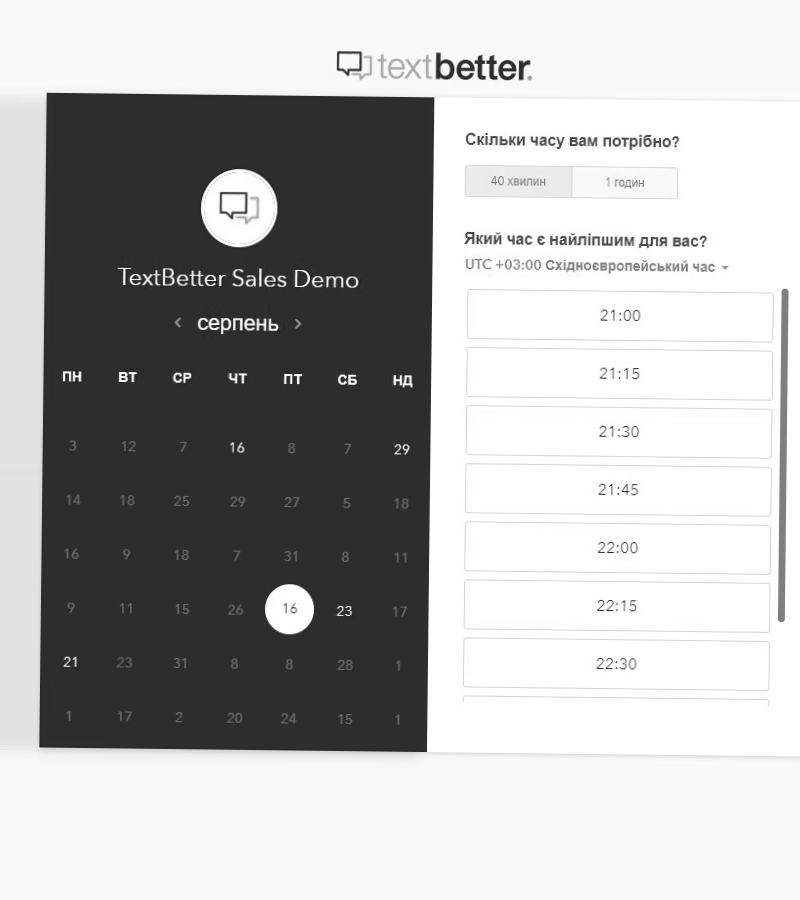 textbetter.
TextBetter Sales Demo
серпень
ПН ВТ СР ЧТ ПТ СБ НД
3 12 7 16 8 7 29
14 18 25 29 27 5 18
16 9 18 7 31 8 11
9 11 15 26 16 23 17
21 23 31 8 8 28 1
1 17 2 20 24 15 1
Скільки часу вам потрібно?
40 хвилин 1 годин
Який час є найліпшим для вас?
UTC +03:00 Східноєвропейський час
21:00
21:15
21:30
21:45
22:00
22:15
22:30